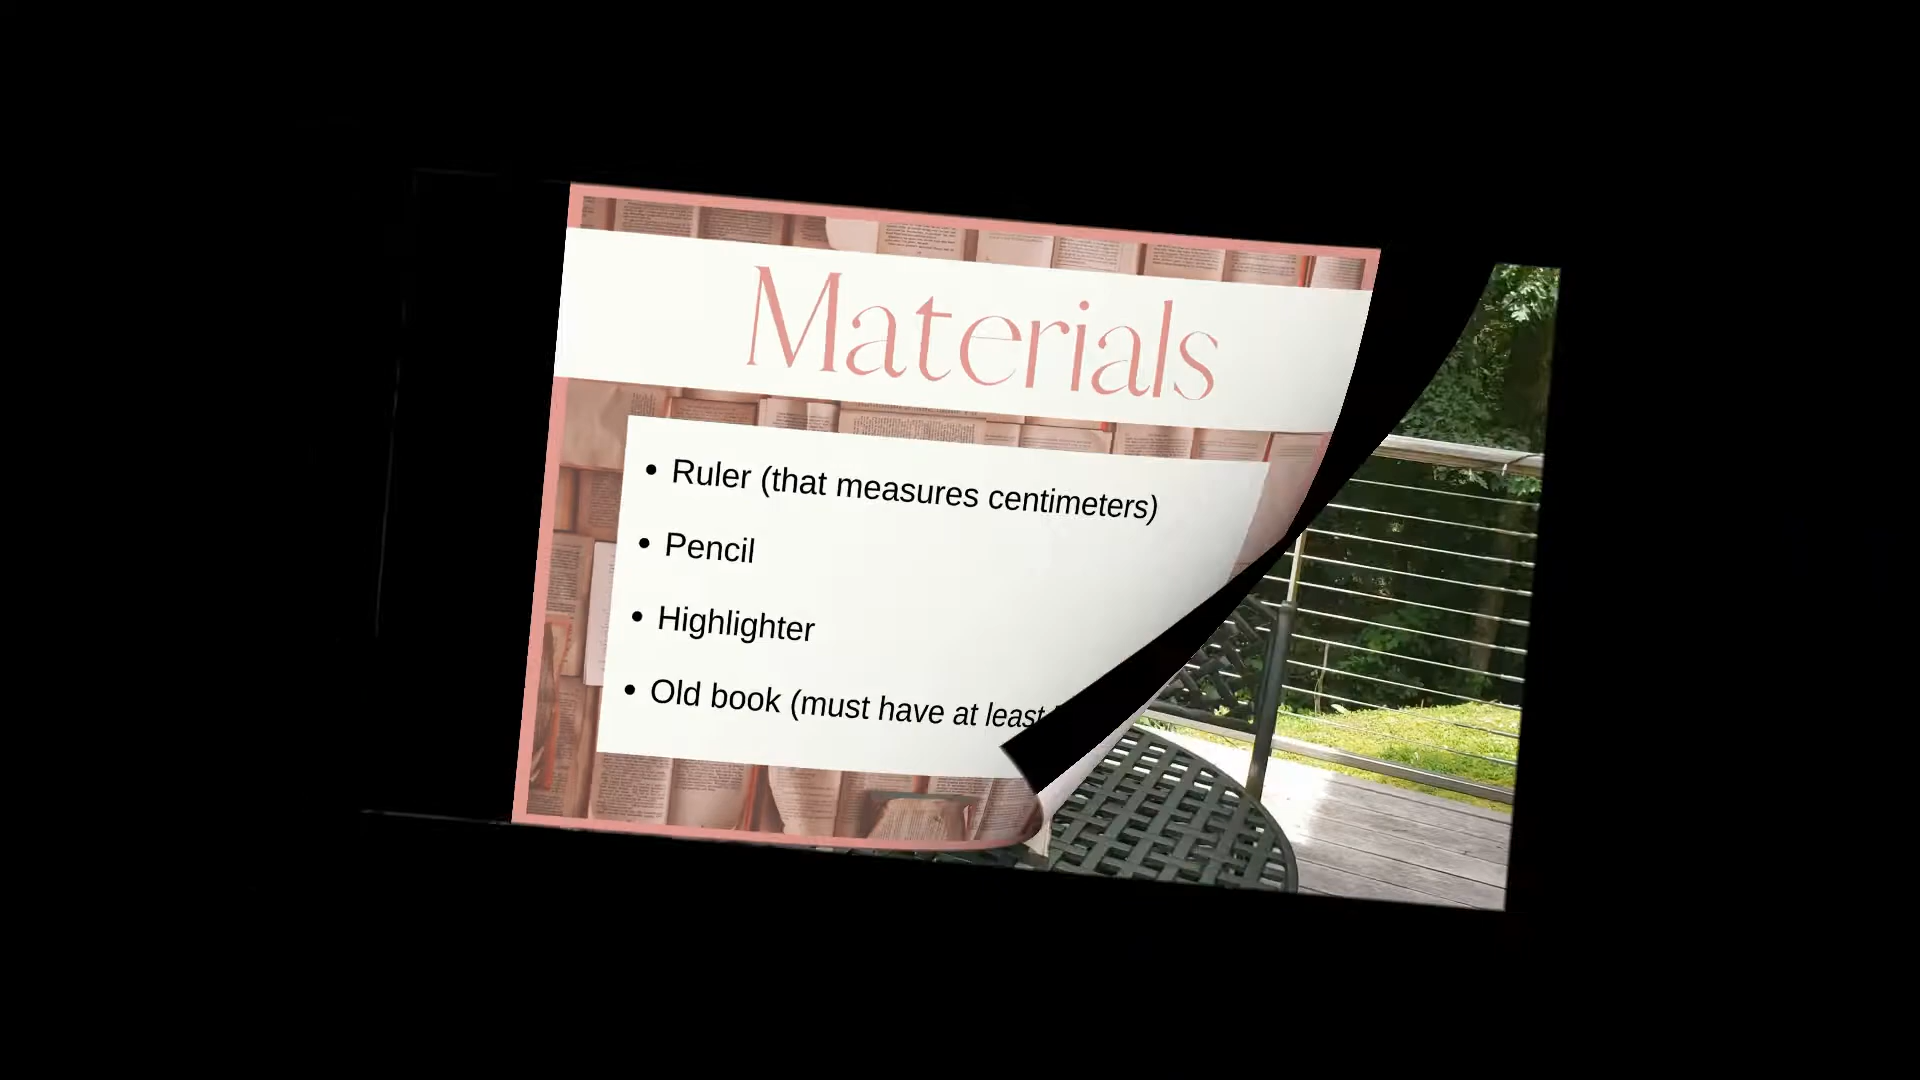 Materials
• Ruler (that measures centimeters)
• Pencil
• Highlighter
• Old book (must have at least